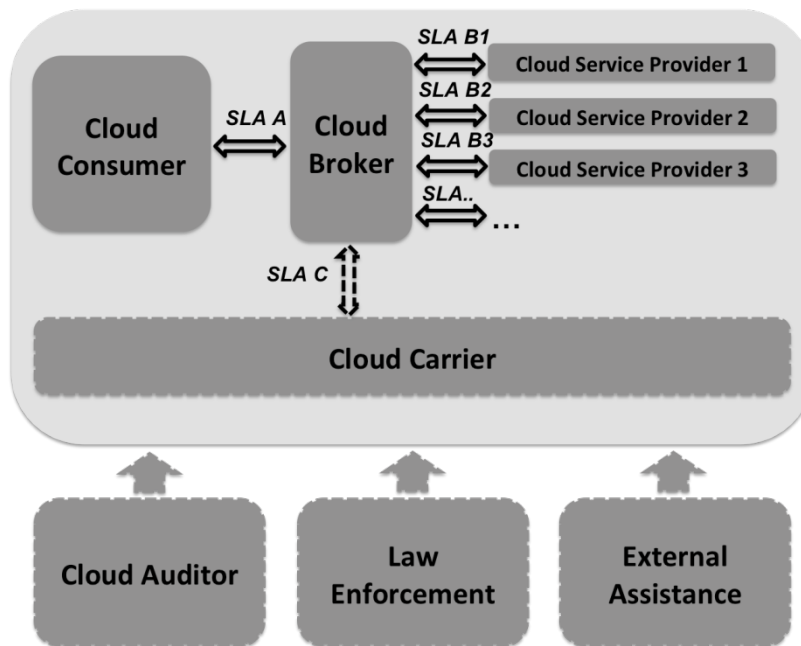 SLA B1
Cloud Service Provider 1
SLA A
SLA B2
Cloud
Consumer
Cloud
Broker
Cloud Service Provider 2
SLA B3
Cloud Service Provider 3
SLA..
...
SLA C
Cloud Carrier
Cloud Auditor
Law
Enforcement
External
Assistance